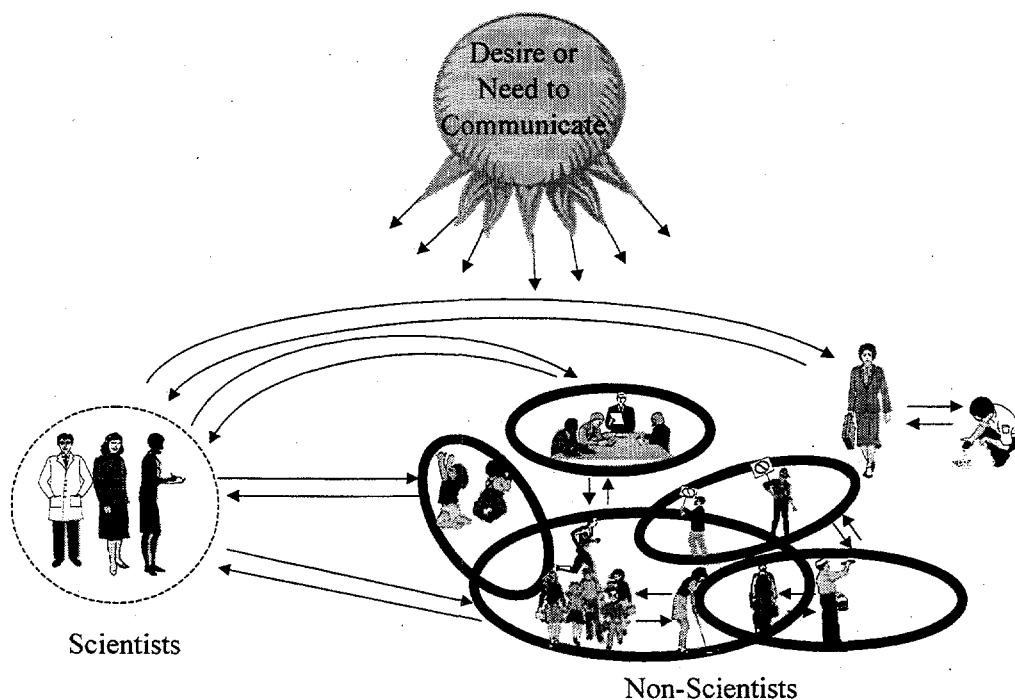 Desire or
Need to
Communicate
Scientists
Non-Scientists